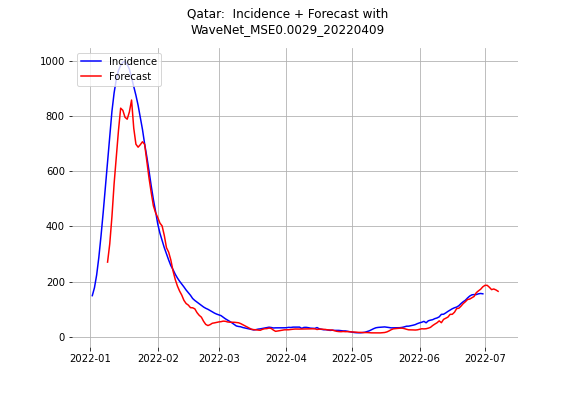 Qatar:  Incidence + Forecast with
WaveNet_MSE0.0029_20220409
Incidence
Forecast
1000
800
600
400
200
0
2022-01 2022-02 2022-03 2022-04 2022-05 2022-06 2022-07